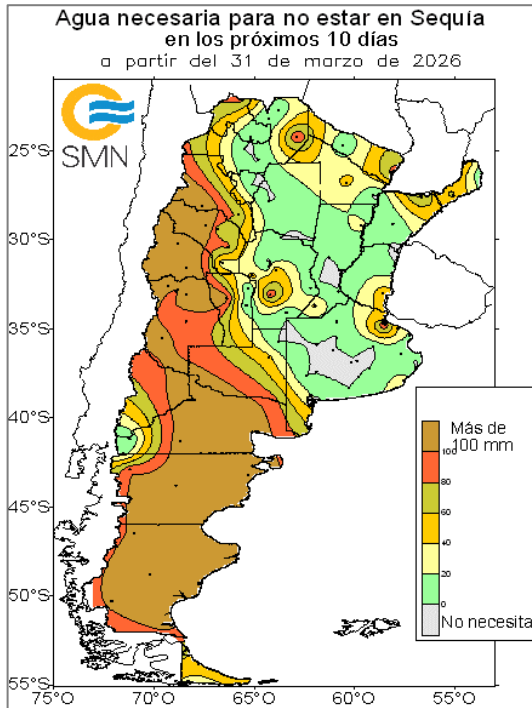 Agua necesaria para no estar en Sequía
en los próximos 10 días
a partír del 31 de marzo de 2026
SMN
25°S
30°S
35°S
40°S
45°S
50°S
55°S
75°O
70°O
65°O
60°O
55°O
Más de
100 mm
100
80
60
40
20
0
No necesita